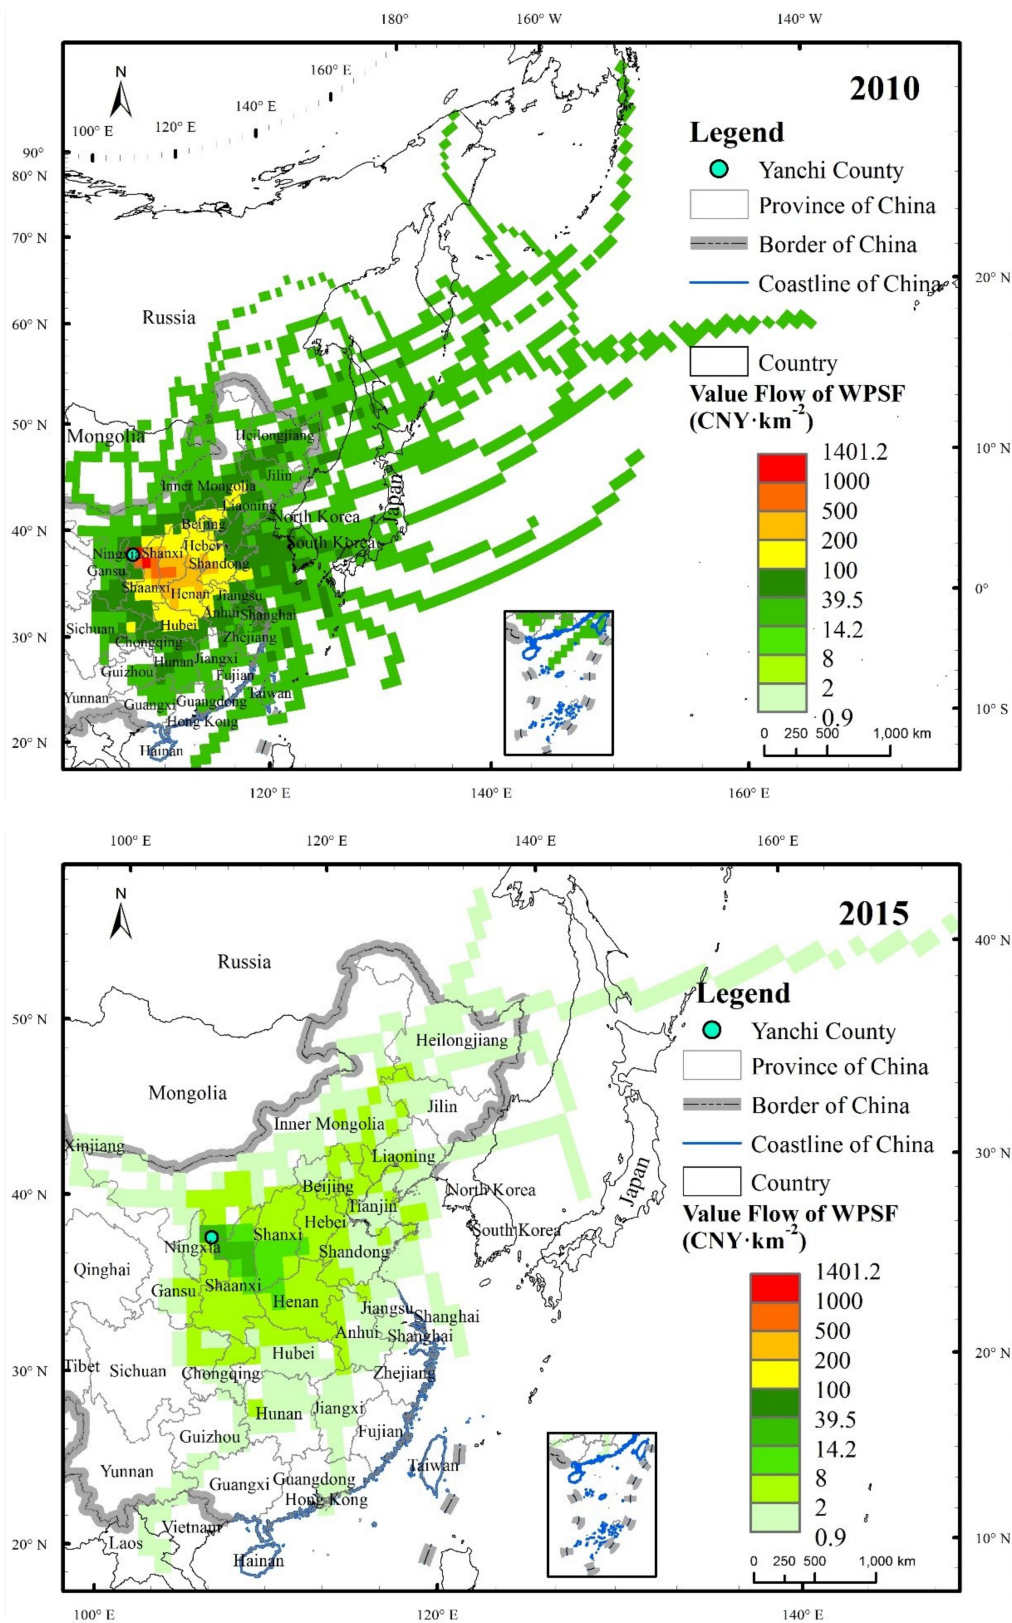 180° 160° W 140° W
N
160° E
140° E
120° E
100° E
2010
Legend
Yanchi County
Province of China
Border of China
Coastline of China
Country
Value Flow of WPSF
(CNY·km-2)
1401.2
1000
500
200
100
39.5
14.2
8
2
0.9
0 250 500 1,000 km
90°
80° N
70° N
60° N
50° N
40° N
30° N
20° N
20° N
10° N
0°
10° S
Russia
Mongolia
Heilongjiang
Jilin
Inner Mongolia
Liaoning
Beijing
North Korea
Japan
Hebei
South Korea
Ningxia
Shanxi
Shandong
Gansu
Shaanxi
Henan
Jiangsu
Anhui
Shanghai
Sichuan
Hubei
Zhejiang
Chongqing
Hunan
Jiangxi
Guizhou
Fujian
Yunnan
Guangxi
Guangdong
Taiwan
Hong Kong
Hainan
120° E 140° E 160° E
100° E 120° E 140° E 160° E
N
2015
Legend
Yanchi County
Province of China
Border of China
Coastline of China
Country
Value Flow of WPSF
(CNY·km-2)
1401.2
1000
500
200
100
39.5
14.2
8
2
0.9
0 250 500 1,000 km
50° N
40° N
30° N
20° N
40° N
30° N
20° N
10° N
Russia
Heilongjiang
Mongolia
Jilin
Inner Mongolia
Xinjiang
Liaoning
Beijing
North Korea
Japan
Tianjin
Hebei
South Korea
Shanxi
Ningxia
Shandong
Qinghai
Shaanxi
Gansu
Henan
Jiangsu
Shanghai
Anhui
Shanghai
Hubei
Tibet
Sichuan
Chongqing
Zhejiang
Hunan
Jiangxi
Guizhou
Fujian
Yunnan
Guangxi
Guangdong
Taiwan
Hong Kong
Vietnam
Laos
Hainan
100° E 120° E 140° E